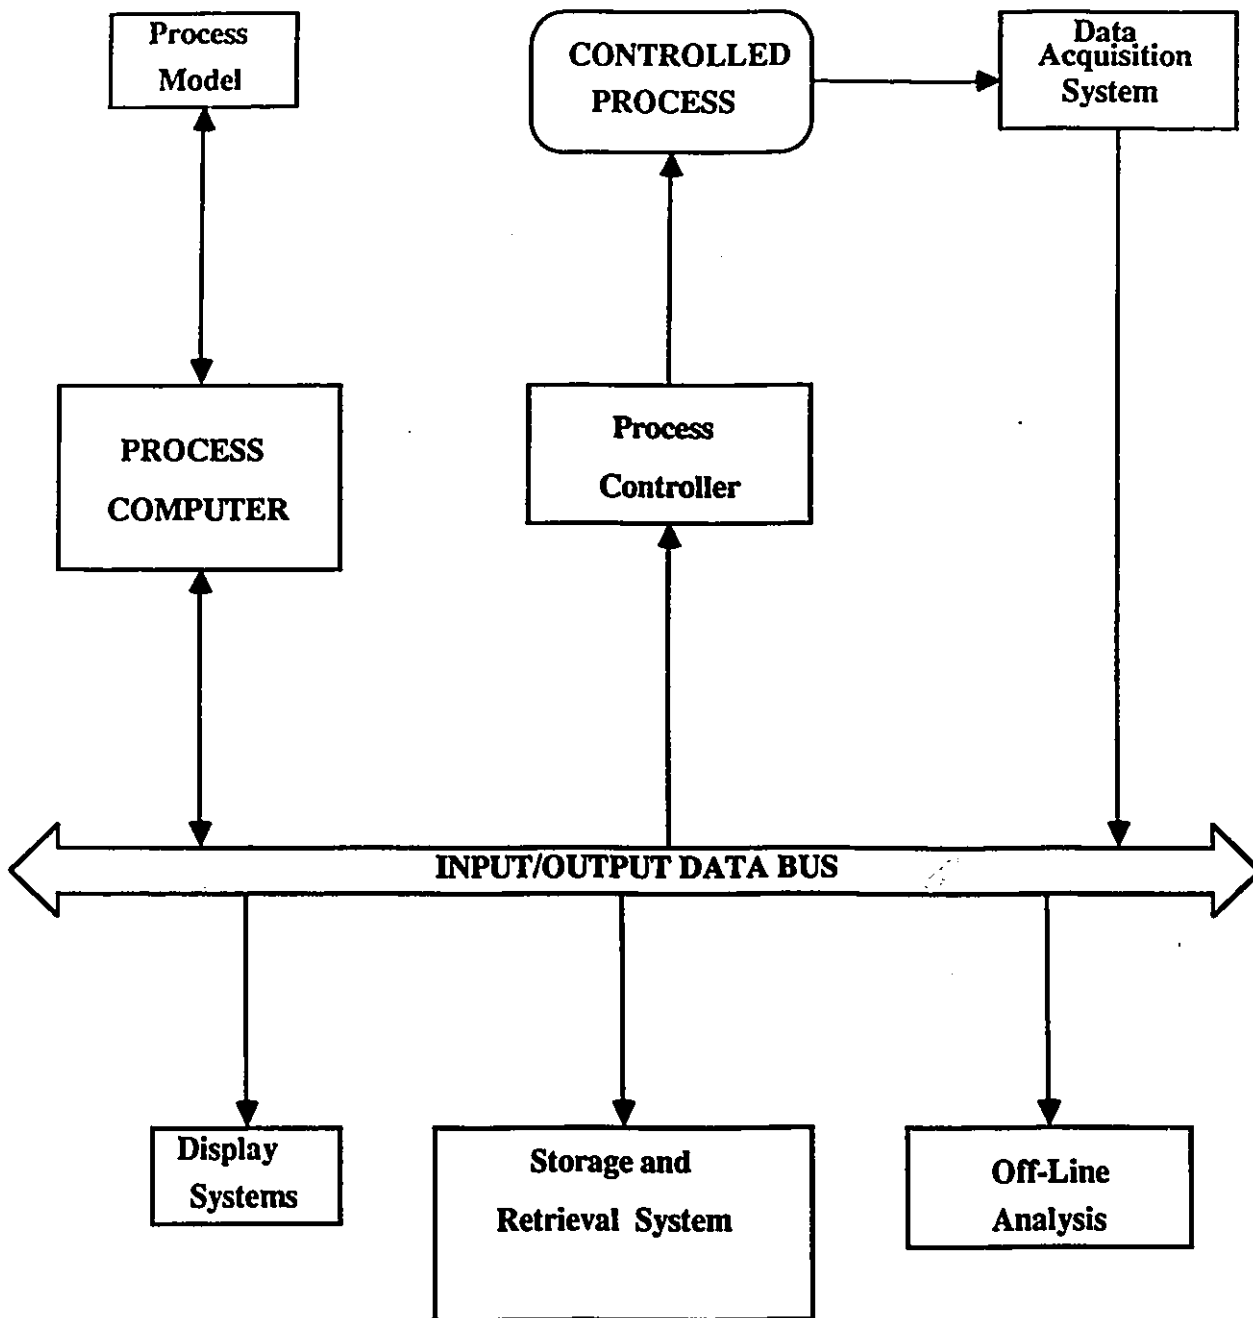 Process
Model
CONTROLLED
PROCESS
Data
Acquisition
System
PROCESS
COMPUTER
Process
Controller
INPUT/OUTPUT DATA BUS
Display
Systems
Storage and
Retrieval System
Off-Line
Analysis